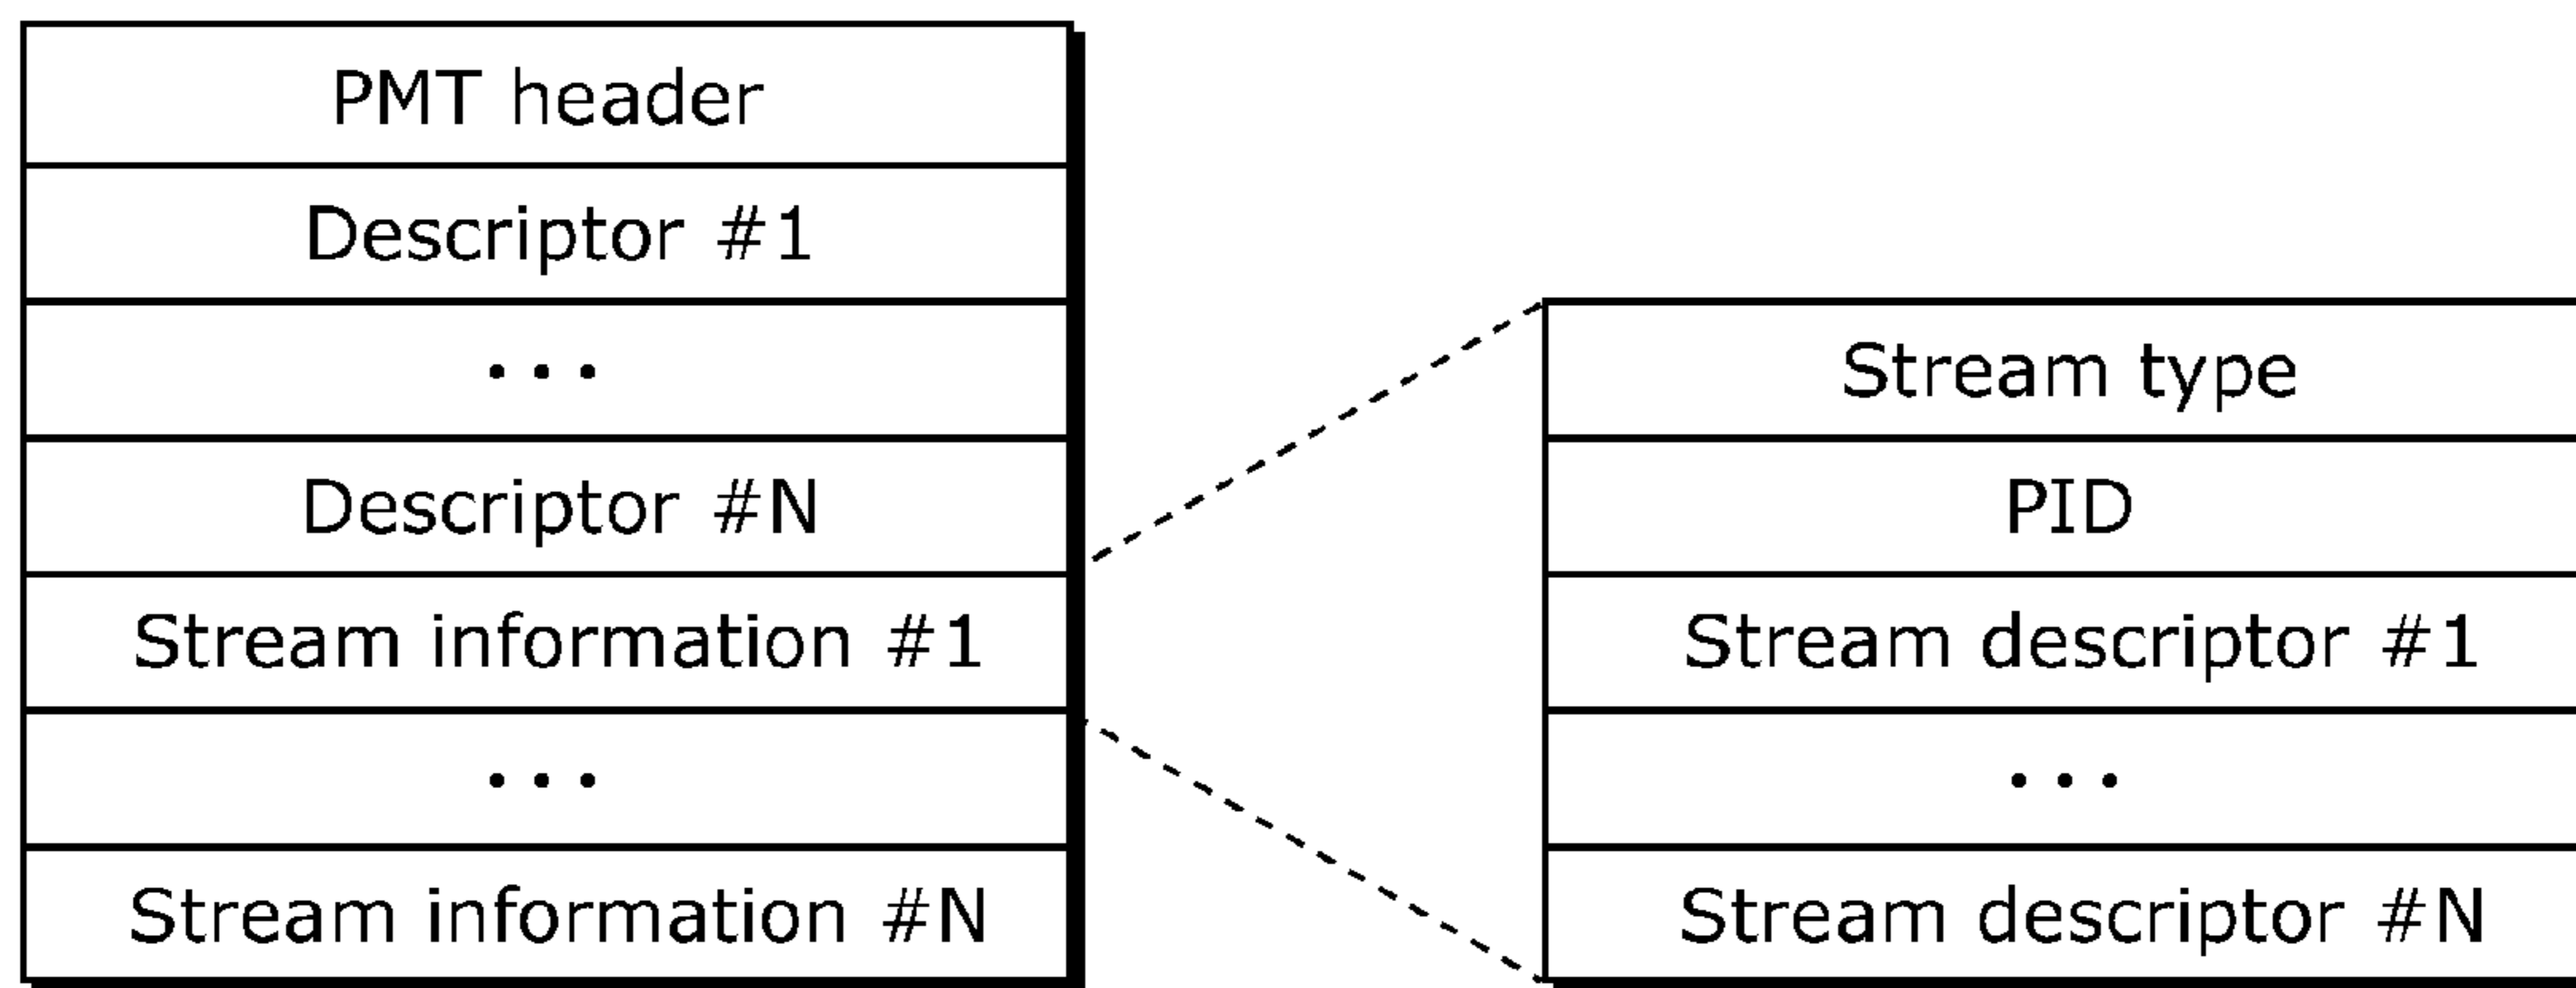 PMT header
Descriptor #1
...
Descriptor #N
Stream information #1
...
Stream information #N
Stream type
PID
Stream descriptor #1
...
Stream descriptor #N